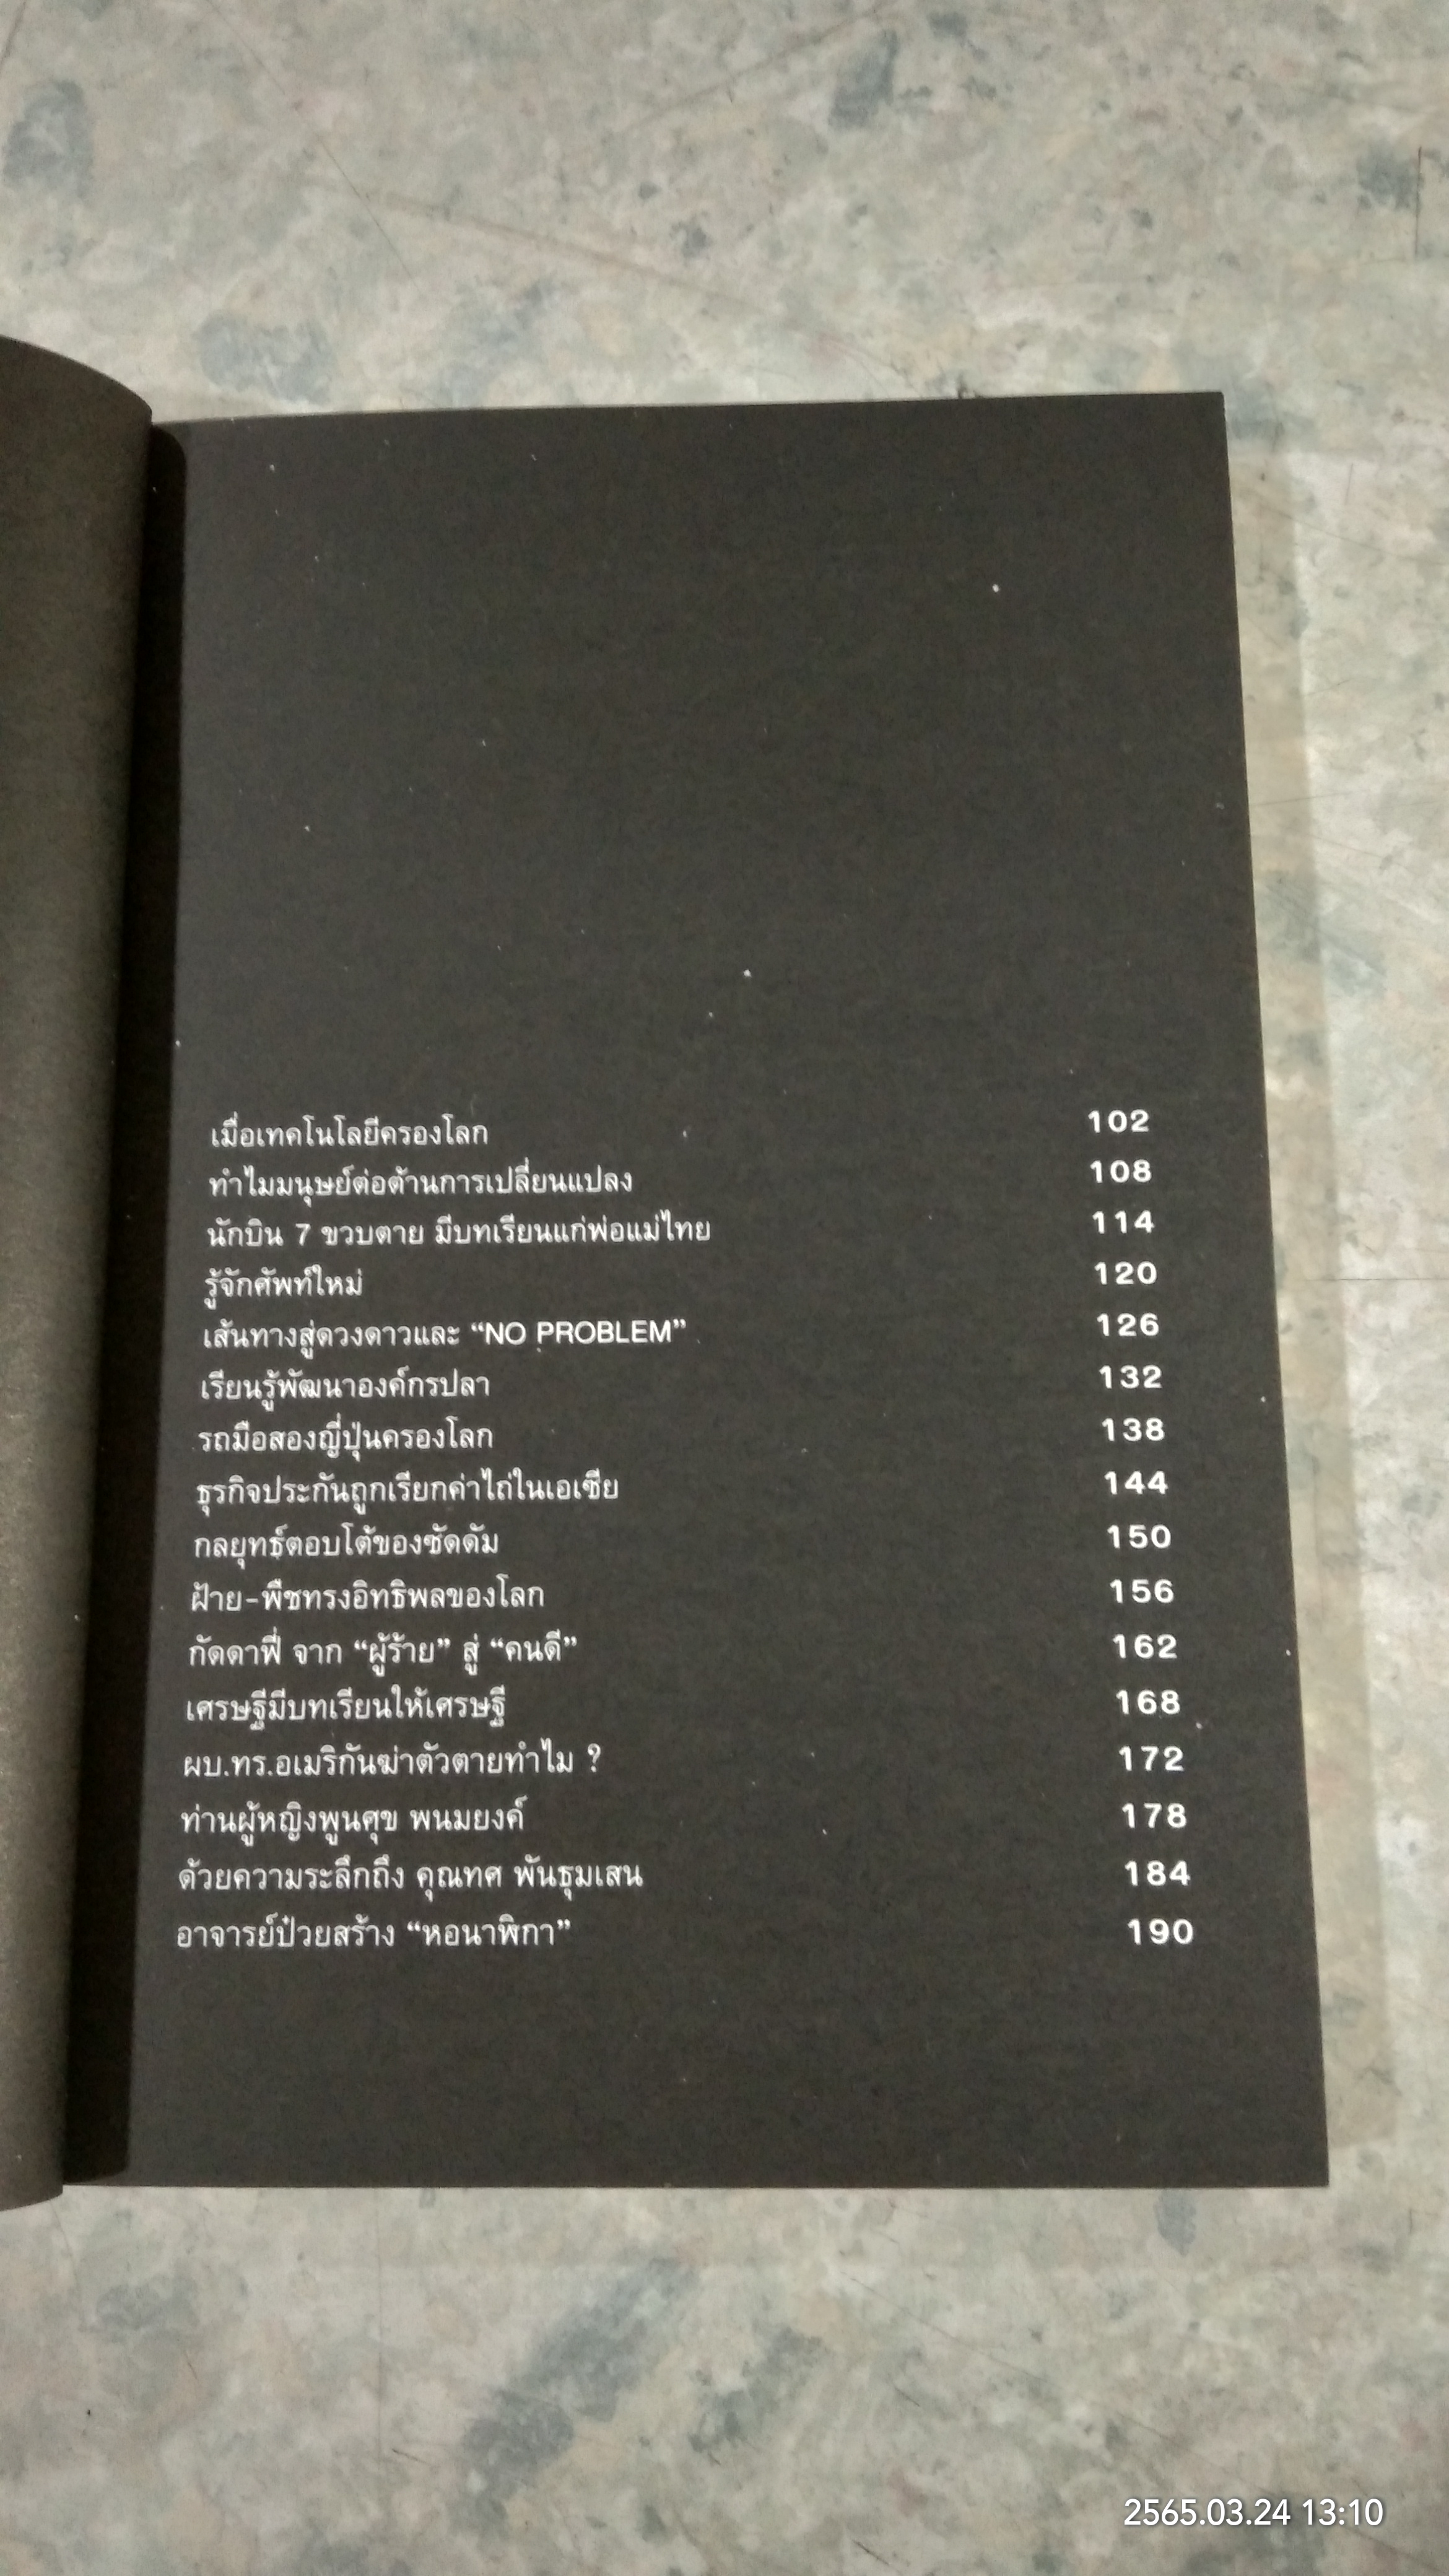 เมื่อเทคโนโลยีครองโลก 102
ทำไมมนุษย์ต่อต้านการเปลี่ยนแปลง 108
นักบิน 7 ขวบตาย มีบทเรียนแก่พ่อแม่ไทย 114
รู้จักศัพท์ใหม่ 120
เส้นทางสู่ดวงดาวและ “NO PROBLEM” 126
เรียนรู้พัฒนาองค์กรปลา 132
รถมือสองญี่ปุ่นครองโลก 138
ธุรกิจประกันถูกเรียกค่าไถ่ในเอเซีย 144
กลยุทธ์ตอบโต้ของซัดดัม 150
ฝ้าย-พืชทรงอิทธิพลของโลก 156
กัดดาฟี่ จาก “ผู้ร้าย” สู่ “คนดี” 162
เศรษฐีมีบทเรียนให้เศรษฐี 168
ผบ.ทร.อเมริกันฆ่าตัวตายทำไม ? 172
ท่านผู้หญิงพูนศุข พนมยงค์ 178
ด้วยความระลึกถึง คุณทศ พันธุมเสน 184
อาจารย์ป๋วยสร้าง “หอนาฬิกา” 190
2565.03.24 13:10